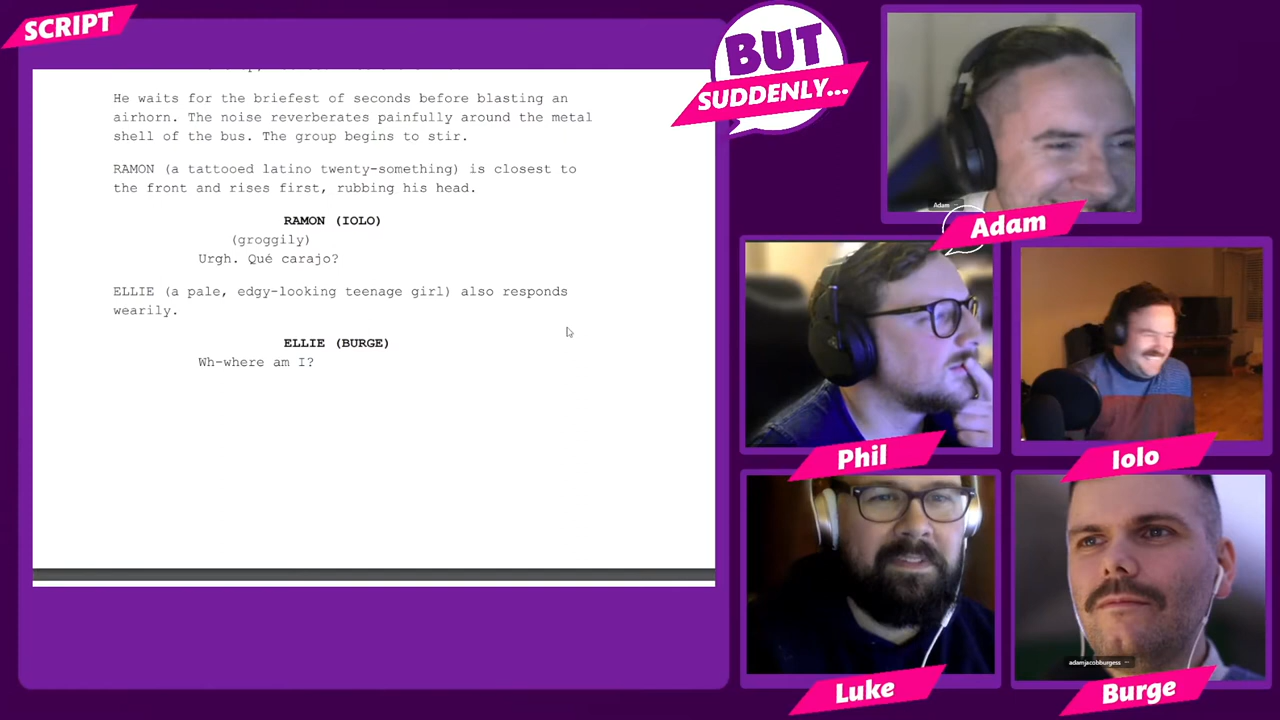 SCRIPT
He waits for the briefest of seconds before blasting an
airhorn. The noise reverberates painfully around the metal
shell of the bus. The group begins to stir.
RAMON (a tattooed latino twenty-something) is closest to
the front and rises first, rubbing his head.
RAMON (IOLO)
(groggily)
Urgh. Qué carajo?
ELLIE (a pale, edgy-looking teenage girl) also responds
wearily.
ELLIE (BURGE)
Wh-where am I?
BUT
SUDDENLY...
Adam
Adam
Phil
Iolo
Luke
adamjacobburgess
Burge